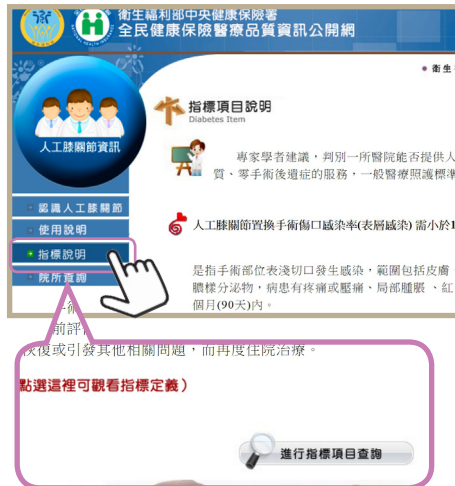 衛生福利部中央健康保險署
全民健康保險醫療品質資訊公開網
衛生
人工膝關節資訊
指標項目說明
Diabetes Item
專家學者建議，判別一所醫院能否提供人
質、零手術後遺症的服務，一般醫療照護標準
認識人工膝關節
使用說明
指標說明
院所查詢
人工膝關節置換手術傷口感染率(表層感染) 需小於1
是指手術部位表淺切口發生感染，範圍包括皮膚
膿樣分泌物，病患有疼痛或壓痛、局部腫脹、紅
個月(90天)內。
手術
前評
恢復或引發其他相關問題，而再度住院治療。
點選這裡可觀看指標定義）
進行指標項目查詢